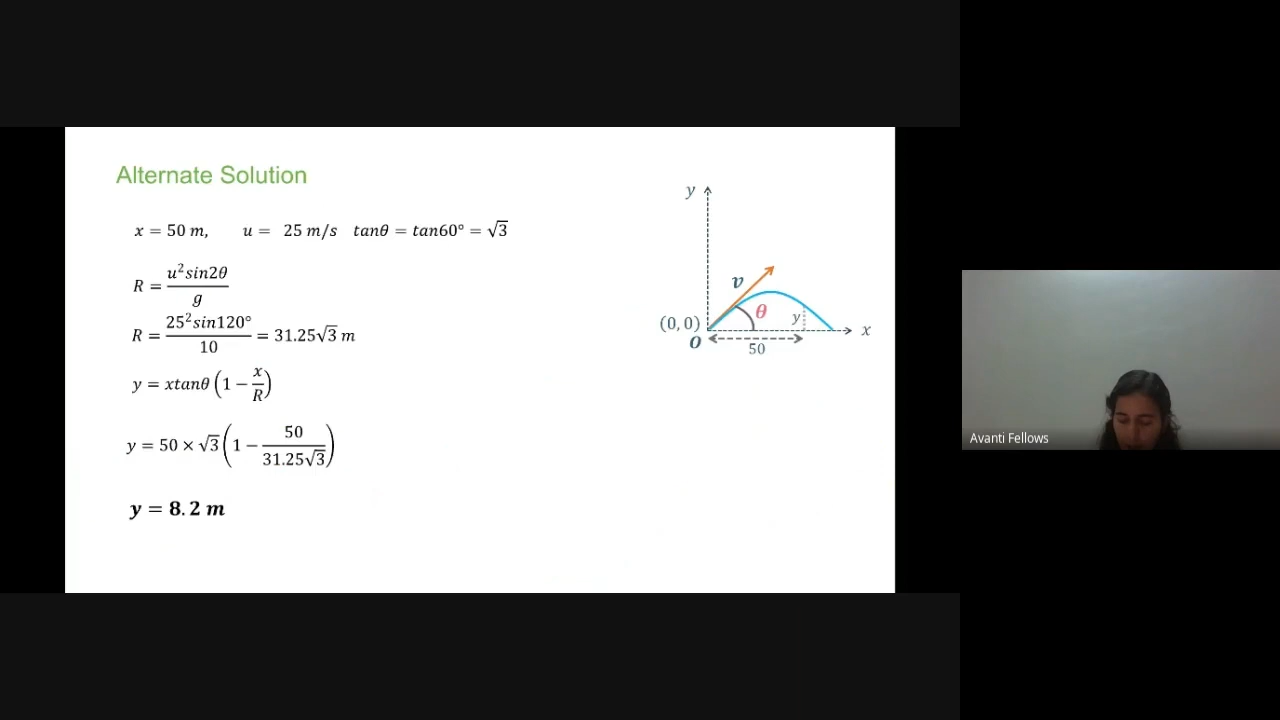 Alternate Solution
x = 50 m, u = 25 m/s tanθ = tan60° = √3
R = u²sin2θ / g
R = 25²sin120° / 10 = 31.25√3 m
y = xtanθ (1 − x/R)
y = 50 × √3 (1 − 50 / 31.25√3)
y = 8.2 m
y
v
θ
y
(0, 0)
x
O
50
Avanti Fellows